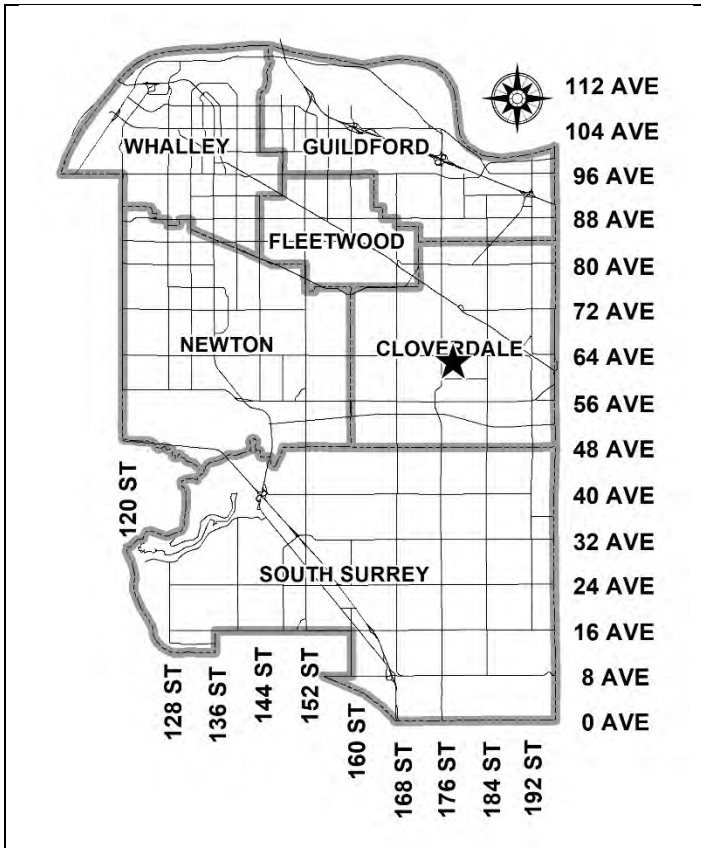 112 AVE
104 AVE
WHALLEY
GUILDFORD
96 AVE
88 AVE
FLEETWOOD
80 AVE
72 AVE
NEWTON
CLOVERDALE
64 AVE
56 AVE
48 AVE
120 ST
40 AVE
32 AVE
SOUTH SURREY
24 AVE
16 AVE
8 AVE
0 AVE
128 ST
136 ST
144 ST
152 ST
160 ST
168 ST
176 ST
184 ST
192 ST